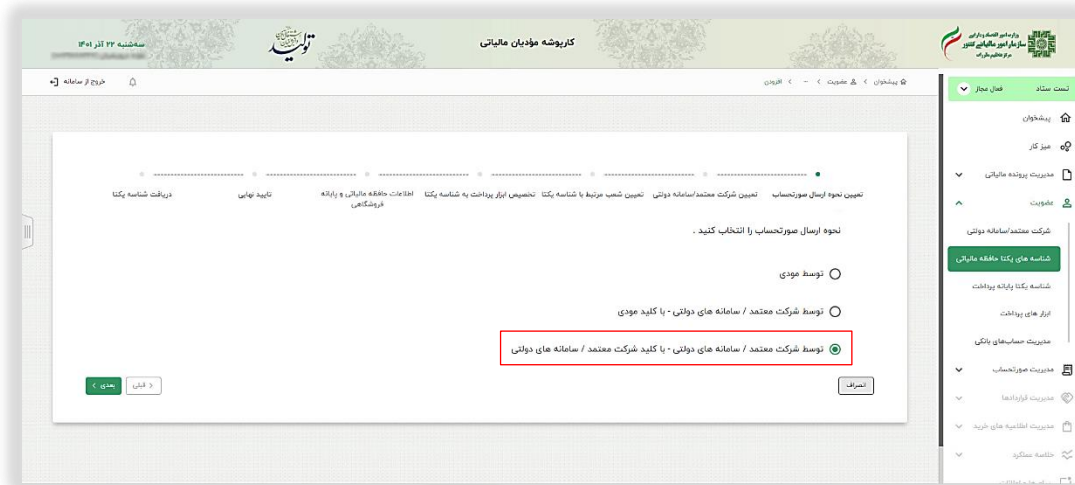 وزارت امور اقتصاد و دارایی
سازمان امور مالیاتی کشور
کارپوشه مؤدیان مالیاتی
تولید
سه‌شنبه ۲۲ آذر ۱۴۰۱
پیشخوان > عضویت > - > افزودن
خروج از سامانه
تست ستاد
فعال مجاز
پیشخوان
میز کار
مدیریت پرونده مالیاتی
عضویت
شرکت معتمد/سامانه دولتی
شناسه های یکتا حافظه مالیاتی
شناسه یکتا پایانه پرداخت
ابزار های پرداخت
مدیریت حساب‌های بانکی
مدیریت صورتحساب
مدیریت قراردادها
مدیریت اعلامیه های خرید
خلاصه عملکرد
تعیین نحوه ارسال صورتحساب
تعیین شرکت معتمد/سامانه دولتی
تعیین شعب مرتبط با شناسه یکتا
تخصیص ابزار پرداخت به شناسه یکتا
اطلاعات حافظه مالیاتی و پایانه
فروشگاهی
تایید نهایی
دریافت شناسه یکتا
نحوه ارسال صورتحساب را انتخاب کنید .
توسط مودی
توسط شرکت معتمد / سامانه های دولتی - با کلید مودی
توسط شرکت معتمد / سامانه های دولتی - با کلید شرکت معتمد / سامانه های دولتی
انصراف
قبلی
بعدی